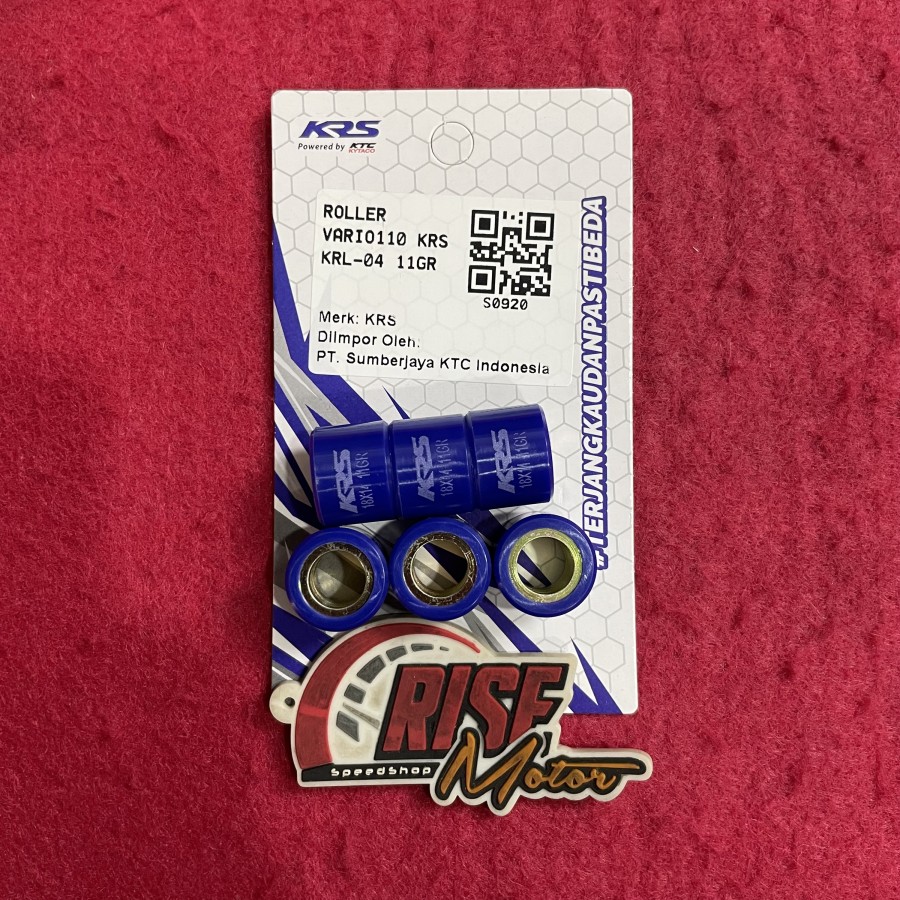 KRS
Powered by KTC
KYTACO
ROLLER
VARIO110 KRS
KRL-04 11GR
S0920
Merk: KRS
Diimpor Oleh:
PT. Sumberjaya KTC Indonesia
#TERJANGKAUDANPASTIBEDA
KRS
18X14 11GR
KRS
18X14 11GR
KRS
18X14 11GR
RISE
SpeedShop
Motor